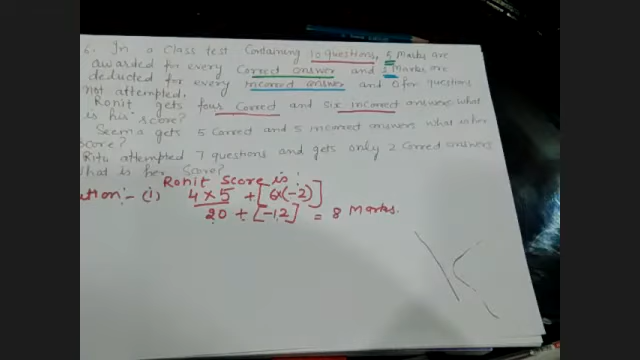 6. In a Class test Containing 10 questions, 5 Marks are
awarded for every Correct answer and 2 Marks are
deducted for every incorrect answer and 0 for questions
not attempted.
Rohit gets four Correct and six incorrect answers, what
is his score?
Seema gets 5 Correct and 5 incorrect answers what is her
score?
Ritu attempted 7 questions and gets only 2 Correct answers
What is her Score?
Rohit Score is :
ution:- (i) 4 × 5 + [6×(-2)]
20 + [-12] = 8 Marks.